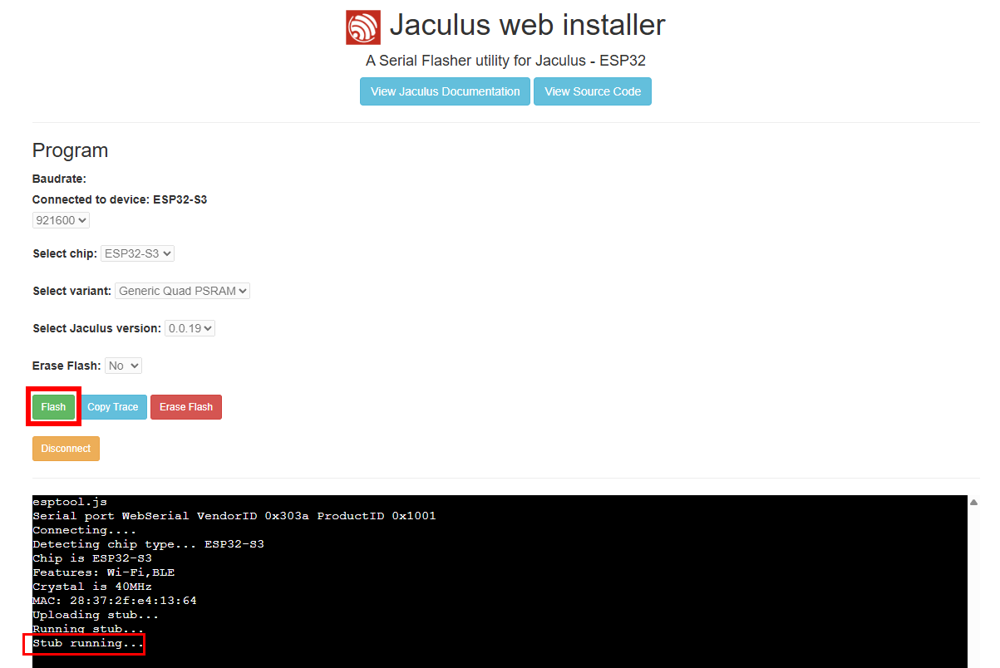 Jaculus web installer
A Serial Flasher utility for Jaculus - ESP32
View Jaculus Documentation View Source Code
Program
Baudrate:
Connected to device: ESP32-S3
921600
Select chip: ESP32-S3
Select variant: Generic Quad PSRAM
Select Jaculus version: 0.0.19
Erase Flash: No
Flash Copy Trace Erase Flash
Disconnect
esptool.js
Serial port WebSerial VendorID 0x303a ProductID 0x1001
Connecting....
Detecting chip type... ESP32-S3
Chip is ESP32-S3
Features: Wi-Fi,BLE
Crystal is 40MHz
MAC: 28:37:2f:e4:13:64
Uploading stub...
Running stub...
Stub running...